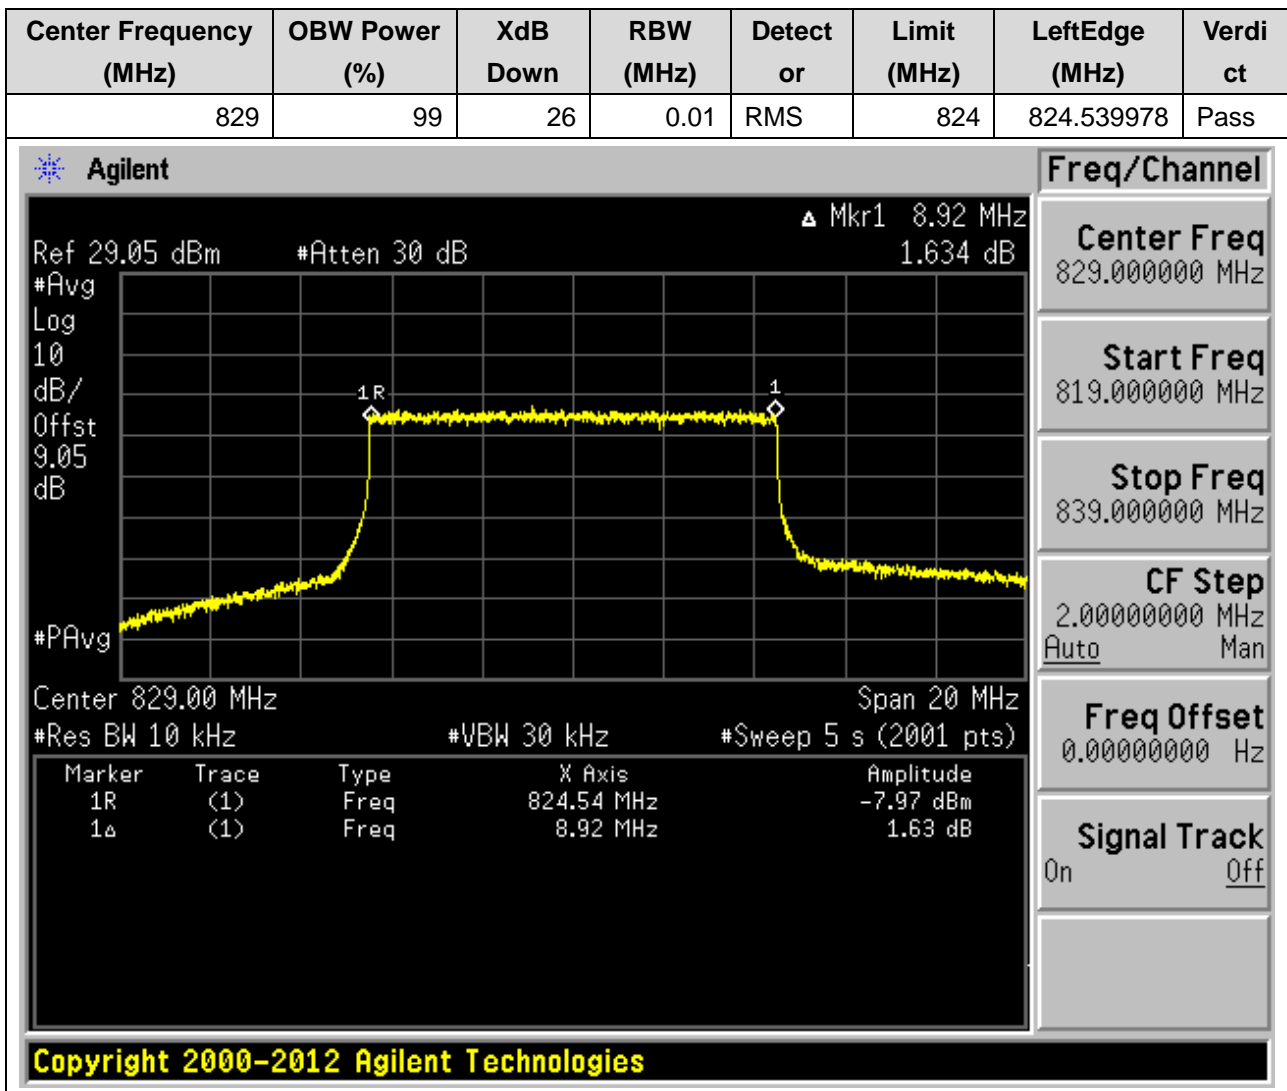 Center Frequency (MHz) OBW Power (%) XdB Down RBW (MHz) Detect or Limit (MHz) LeftEdge (MHz) Verdi ct
829 99 26 0.01 RMS 824 824.539978 Pass
Agilent
Freq/Channel
Δ Mkr1 8.92 MHz
Ref 29.05 dBm #Atten 30 dB 1.634 dB
#Avg
Log
10
dB/
Offst
9.05
dB
#PAvg
1R
1
Center 829.00 MHz Span 20 MHz
#Res BW 10 kHz #VBW 30 kHz #Sweep 5 s (2001 pts)
Marker Trace Type X Axis Amplitude
1R (1) Freq 824.54 MHz -7.97 dBm
1Δ (1) Freq 8.92 MHz 1.63 dB
Center Freq
829.000000 MHz
Start Freq
819.000000 MHz
Stop Freq
839.000000 MHz
CF Step
2.00000000 MHz
Auto Man
Freq Offset
0.00000000 Hz
Signal Track
On Off
Copyright 2000-2012 Agilent Technologies